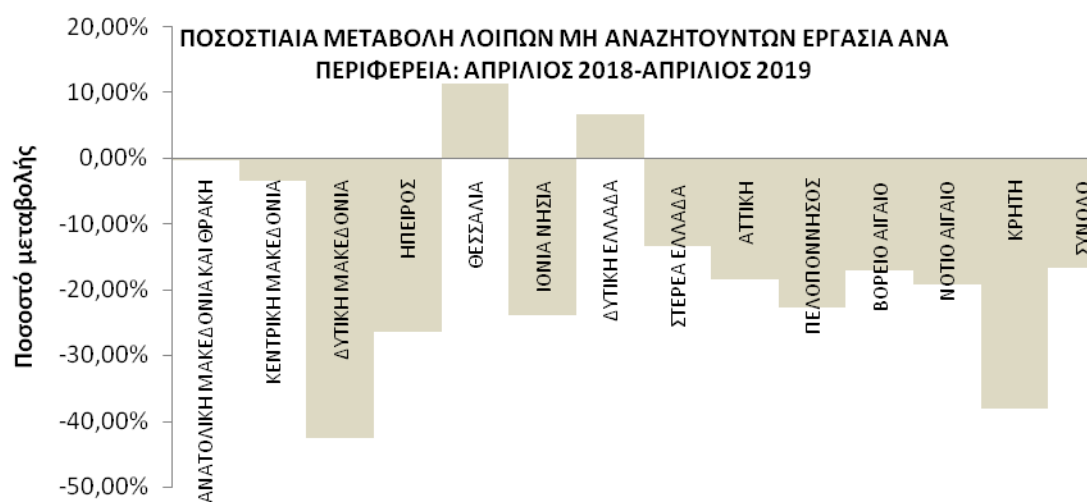 ΠΟΣΟΣΤΙΑΙΑ ΜΕΤΑΒΟΛΗ ΛΟΙΠΩΝ ΜΗ ΑΝΑΖΗΤΟΥΝΤΩΝ ΕΡΓΑΣΙΑ ΑΝΑ
ΠΕΡΙΦΕΡΕΙΑ: ΑΠΡΙΛΙΟΣ 2018-ΑΠΡΙΛΙΟΣ 2019
Ποσοστό μεταβολής
20,00%
10,00%
0,00%
-10,00%
-20,00%
-30,00%
-40,00%
-50,00%
ΑΝΑΤΟΛΙΚΗ ΜΑΚΕΔΟΝΙΑ ΚΑΙ ΘΡΑΚΗ
ΚΕΝΤΡΙΚΗ ΜΑΚΕΔΟΝΙΑ
ΔΥΤΙΚΗ ΜΑΚΕΔΟΝΙΑ
ΗΠΕΙΡΟΣ
ΘΕΣΣΑΛΙΑ
ΙΟΝΙΑ ΝΗΣΙΑ
ΔΥΤΙΚΗ ΕΛΛΑΔΑ
ΣΤΕΡΕΑ ΕΛΛΑΔΑ
ΑΤΤΙΚΗ
ΠΕΛΟΠΟΝΝΗΣΟΣ
ΒΟΡΕΙΟ ΑΙΓΑΙΟ
ΝΟΤΙΟ ΑΙΓΑΙΟ
ΚΡΗΤΗ
ΣΥΝΟΛΟ